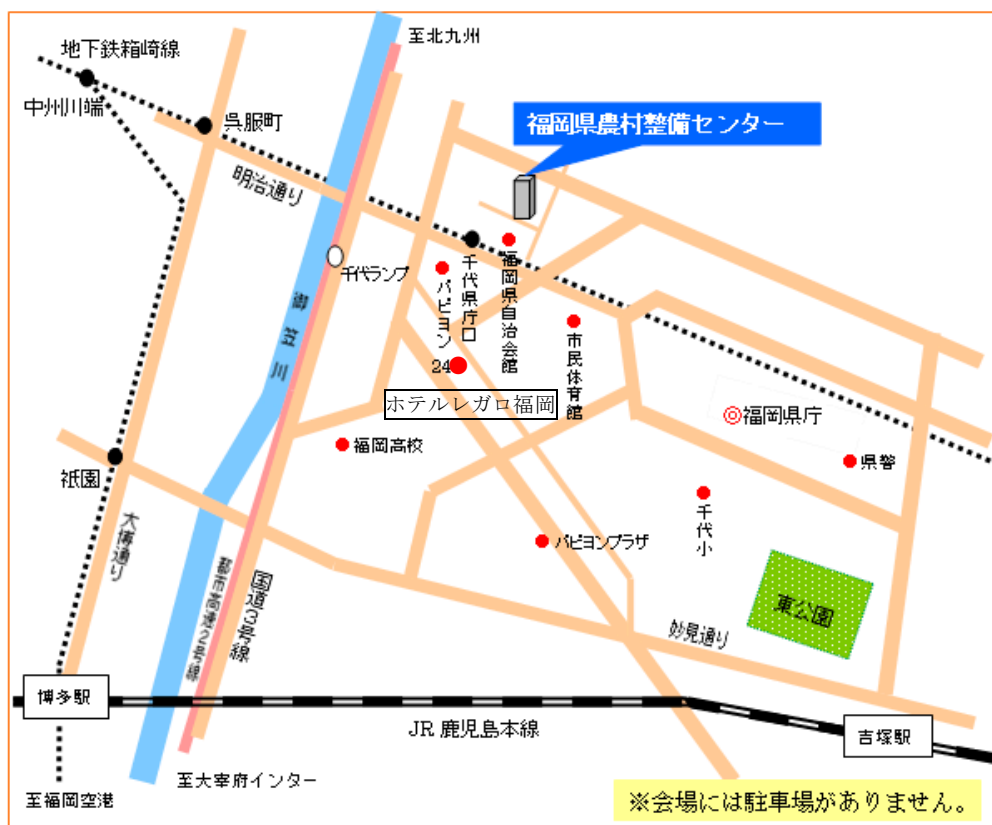 至北九州
地下鉄箱崎線
中州川端
呉服町
福岡県農村整備センター
明治通り
千代ランプ
御笠川
パピヨン24
千代県庁口
福岡県自治会館
市民体育館
ホテルレガロ福岡
福岡県庁
福岡高校
県警
祇園
千代小
大博通り
パピヨンプラザ
都市高速2号線
国道3号線
東公園
妙見通り
博多駅
JR 鹿児島本線
吉塚駅
至大宰府インター
至福岡空港
※会場には駐車場がありません。